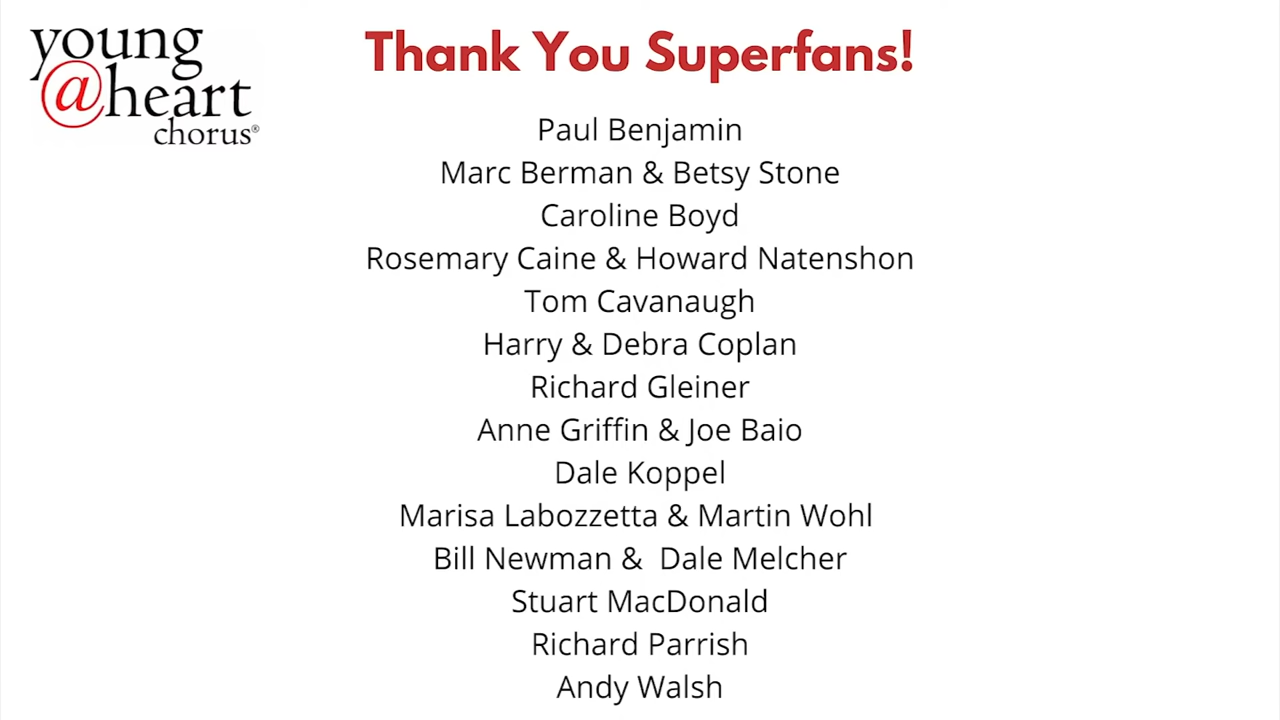 young
@heart
chorus®
Thank You Superfans!
Paul Benjamin
Marc Berman & Betsy Stone
Caroline Boyd
Rosemary Caine & Howard Natenshon
Tom Cavanaugh
Harry & Debra Coplan
Richard Gleiner
Anne Griffin & Joe Baio
Dale Koppel
Marisa Labozzetta & Martin Wohl
Bill Newman &  Dale Melcher
Stuart MacDonald
Richard Parrish
Andy Walsh